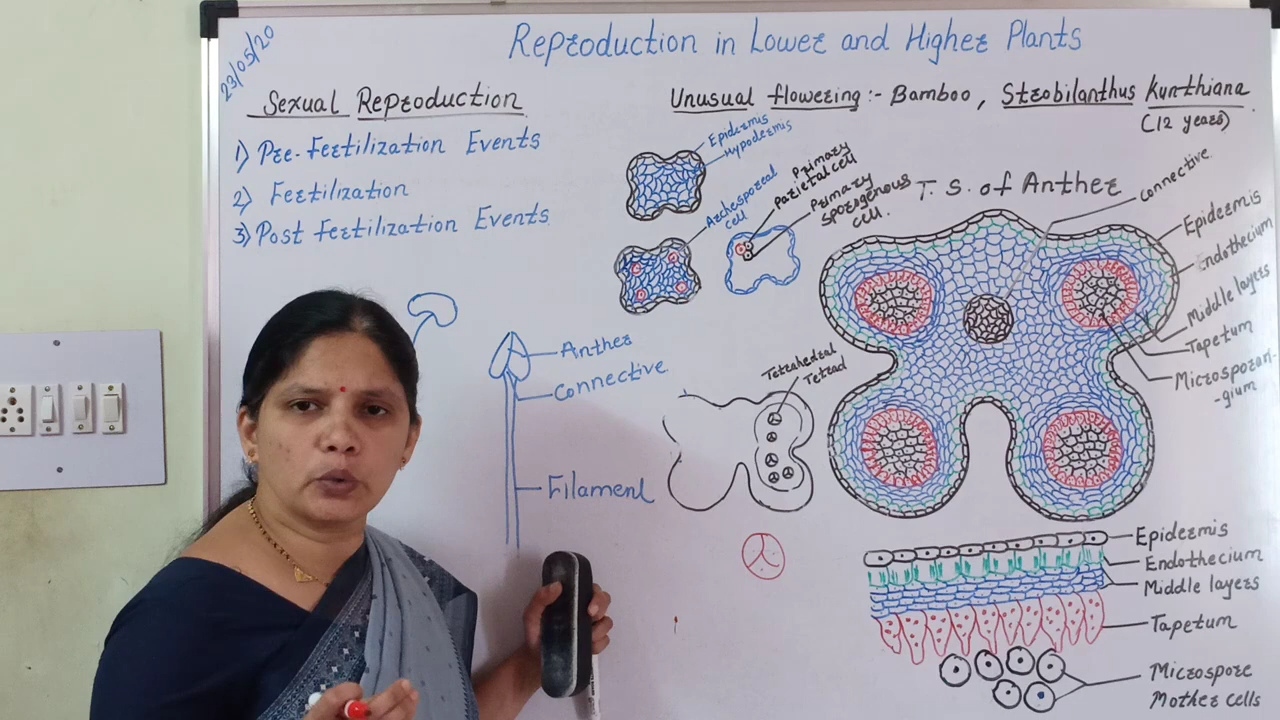 23/05/20
Reproduction in Lower and Higher Plants
Sexual Reproduction
1) Pre-Fertilization Events
2) Fertilization
3) Post Fertilization Events
Unusual flowering :- Bamboo, Strobilanthus Kunthiana
(12 years)
Epidermis
Hypodermis
Archesporeal
cell
Primary
Parietal cell
Primary
Sporogenous
cell.
T. S. of Anther
Connective
Epidermis
Endothecium
Middle layers
Tapetum
Microsporan-
-gium
Anther
Connective
Filament
Tetrahedral
Tetrad
Epidermis
Endothecium
Middle layers
Tapetum
Microspore
Mother cells